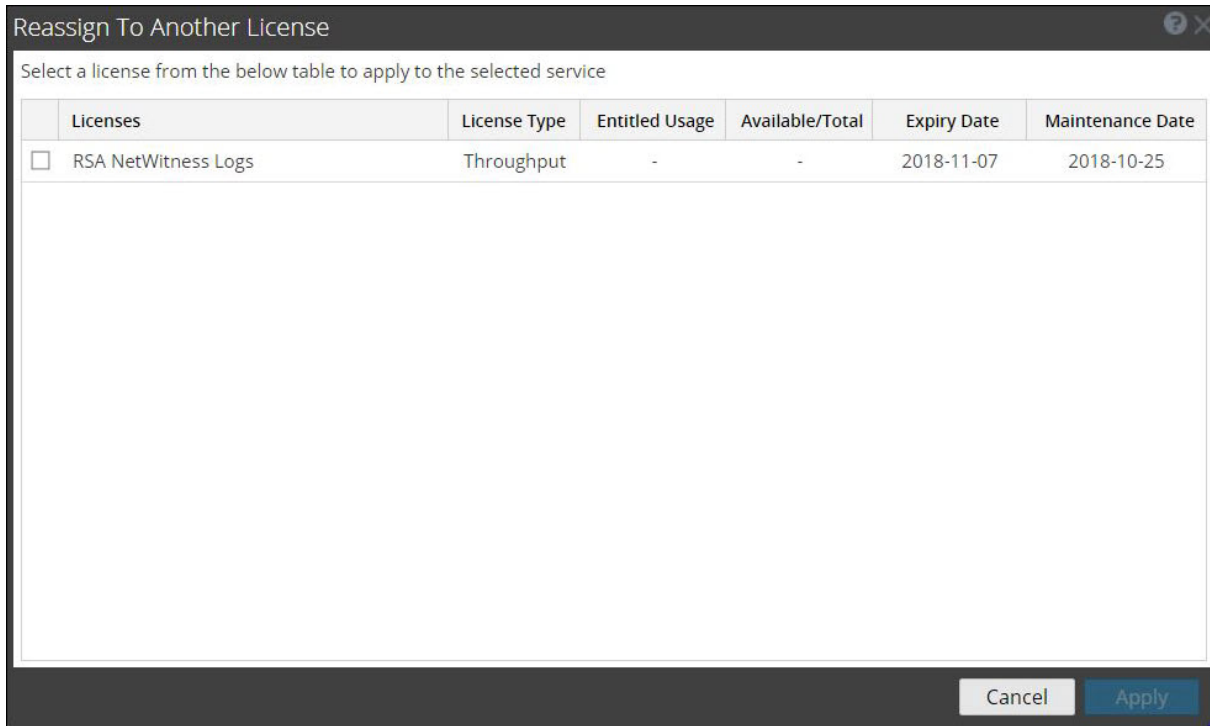 Reassign To Another License
Select a license from the below table to apply to the selected service
Licenses License Type Entitled Usage Available/Total Expiry Date Maintenance Date
RSA NetWitness Logs Throughput - - 2018-11-07 2018-10-25
Cancel Apply